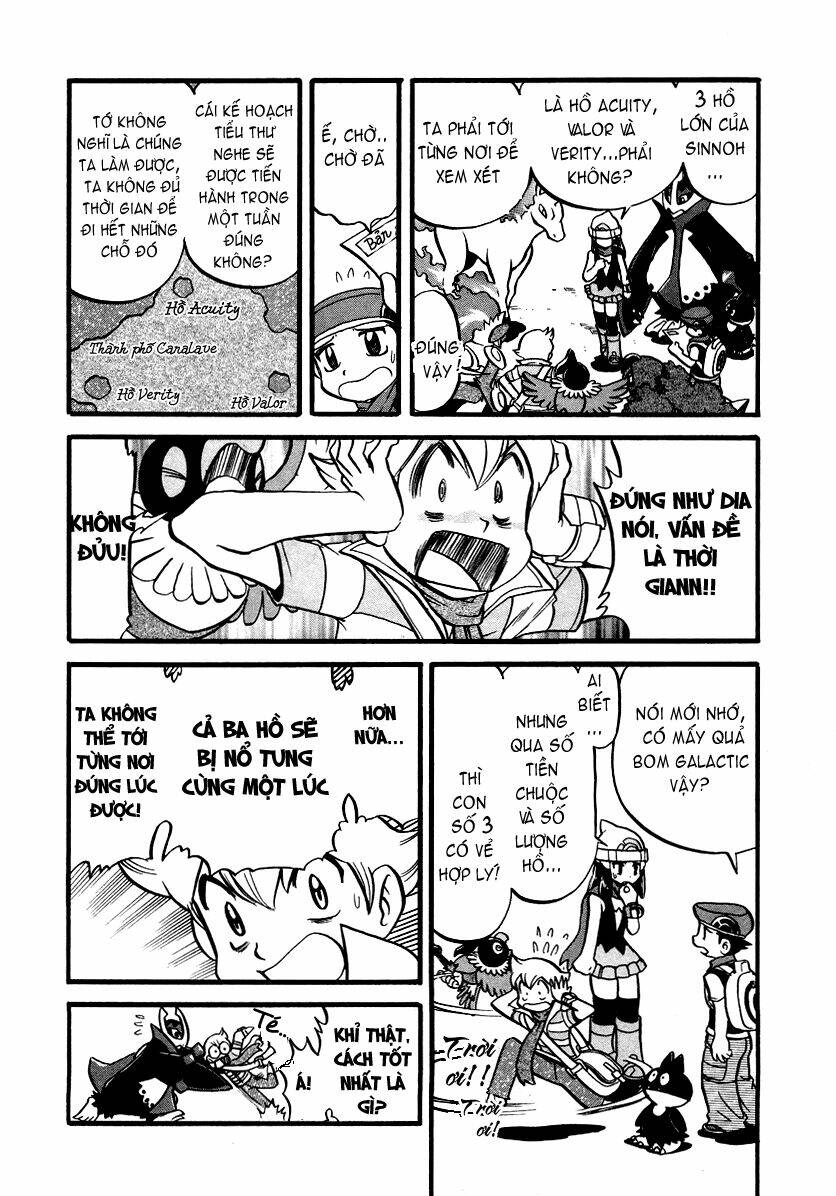 3 HỒ
LỚN CỦA
SINNOH
...
LÀ HỒ ACUITY,
VALOR VÀ
VERITY...PHẢI
KHÔNG?
TA PHẢI TỚI
TỪNG NƠI ĐỂ
XEM XÉT
ĐÚNG
VẬY!
Ế, CHỜ..
CHỜ ĐÃ
Bản
CÁI KẾ HOẠCH
TIỂU THƯ
NGHE SẼ
ĐƯỢC TIẾN
HÀNH TRONG
MỘT TUẦN
ĐÚNG
KHÔNG?
TỚ KHÔNG
NGHĨ LÀ CHÚNG
TA LÀM ĐƯỢC,
TA KHÔNG ĐỦ
THỜI GIAN ĐỂ
ĐI HẾT NHỮNG
CHỖ ĐÓ
Hồ Acuity
Thành phố Canalave
Hồ Verity
Hồ Valor
ĐÚNG NHƯ DIA
NÓI, VẤN ĐỀ
LÀ THỜI
GIANN!!
KHÔNG
ĐỦU!
NÓI MỚI NHỚ,
CÓ MẤY QUẢ
BOM GALACTIC
VẬY?
AI
BIẾT
...
NHƯNG
QUA SỐ
TIỀN
CHUỘC
VÀ SỐ
LƯỢNG
HỒ...
THÌ
CON
SỐ 3
CÓ VẺ
HỢP LÝ?
Trời
ơi!!
Trời
ơi!
HƠN
NỮA...
CẢ BA HỒ SẼ
BỊ NỔ TUNG
CÙNG MỘT LÚC
TA KHÔNG
THỂ TỚI
TỪNG NƠI
ĐÚNG LÚC
ĐƯỢC!
KHỈ THẬT,
CÁCH TỐT
NHẤT LÀ
GÌ?
Té..
Á!